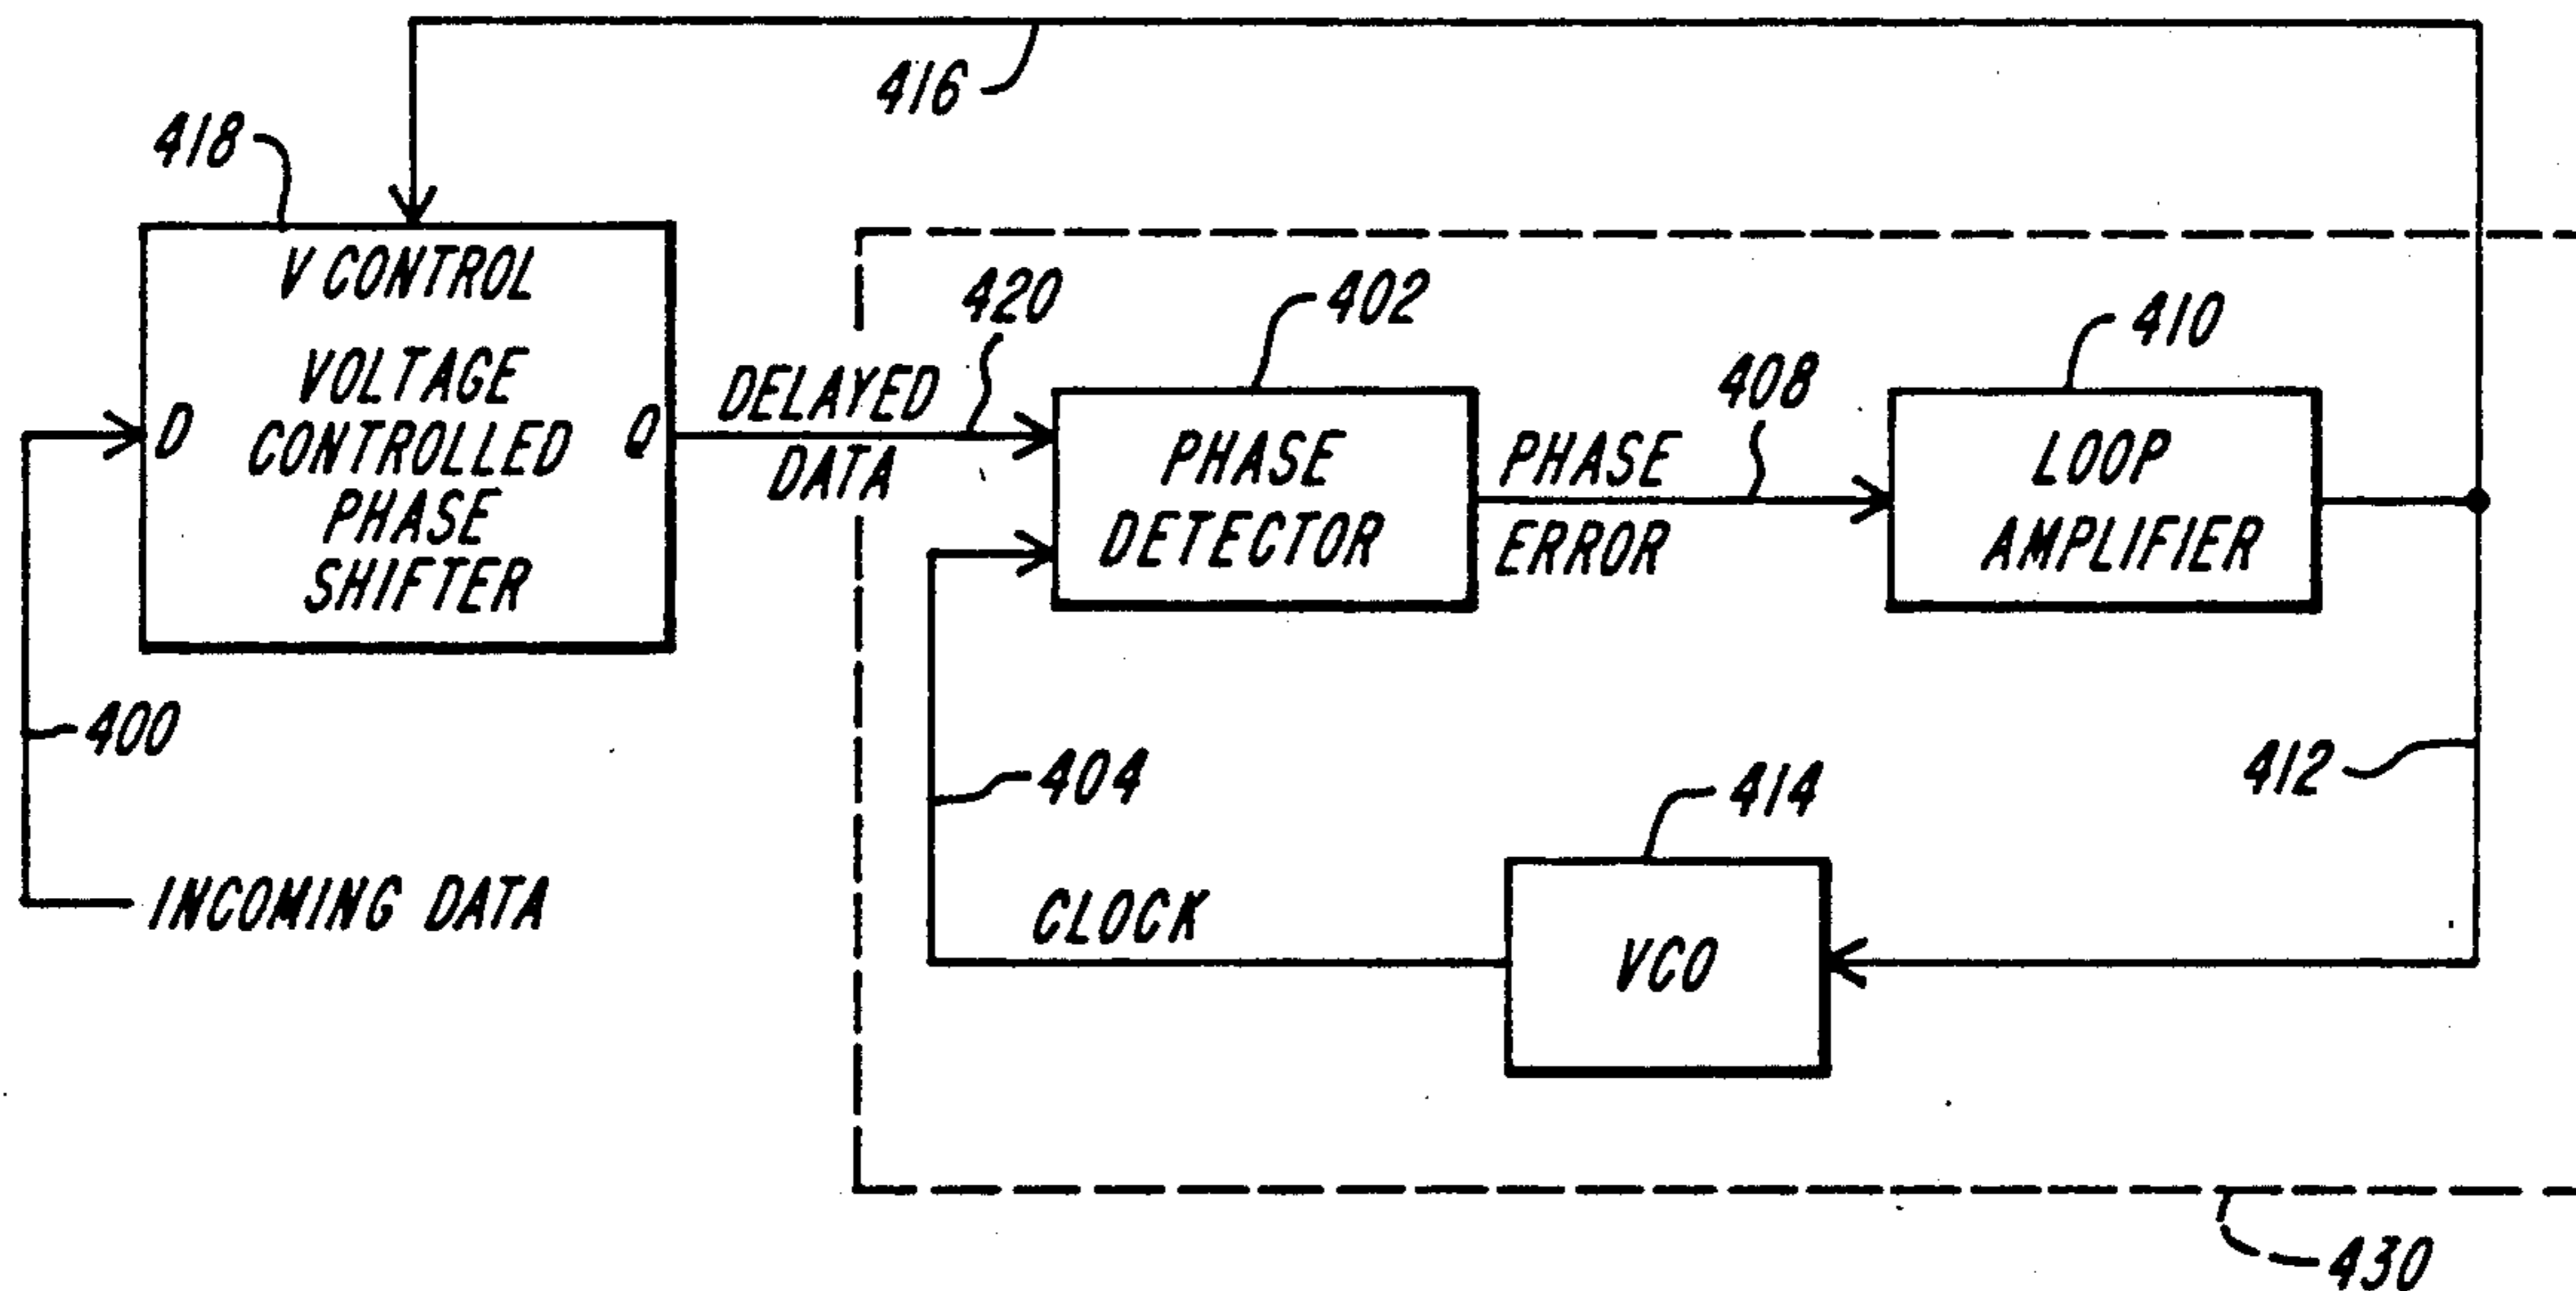 416
418
V CONTROL
VOLTAGE
CONTROLLED
PHASE
SHIFTER
D
Q
DELAYED
DATA
420
402
PHASE
DETECTOR
PHASE
ERROR
408
410
LOOP
AMPLIFIER
400
INCOMING DATA
404
CLOCK
414
VCO
412
430